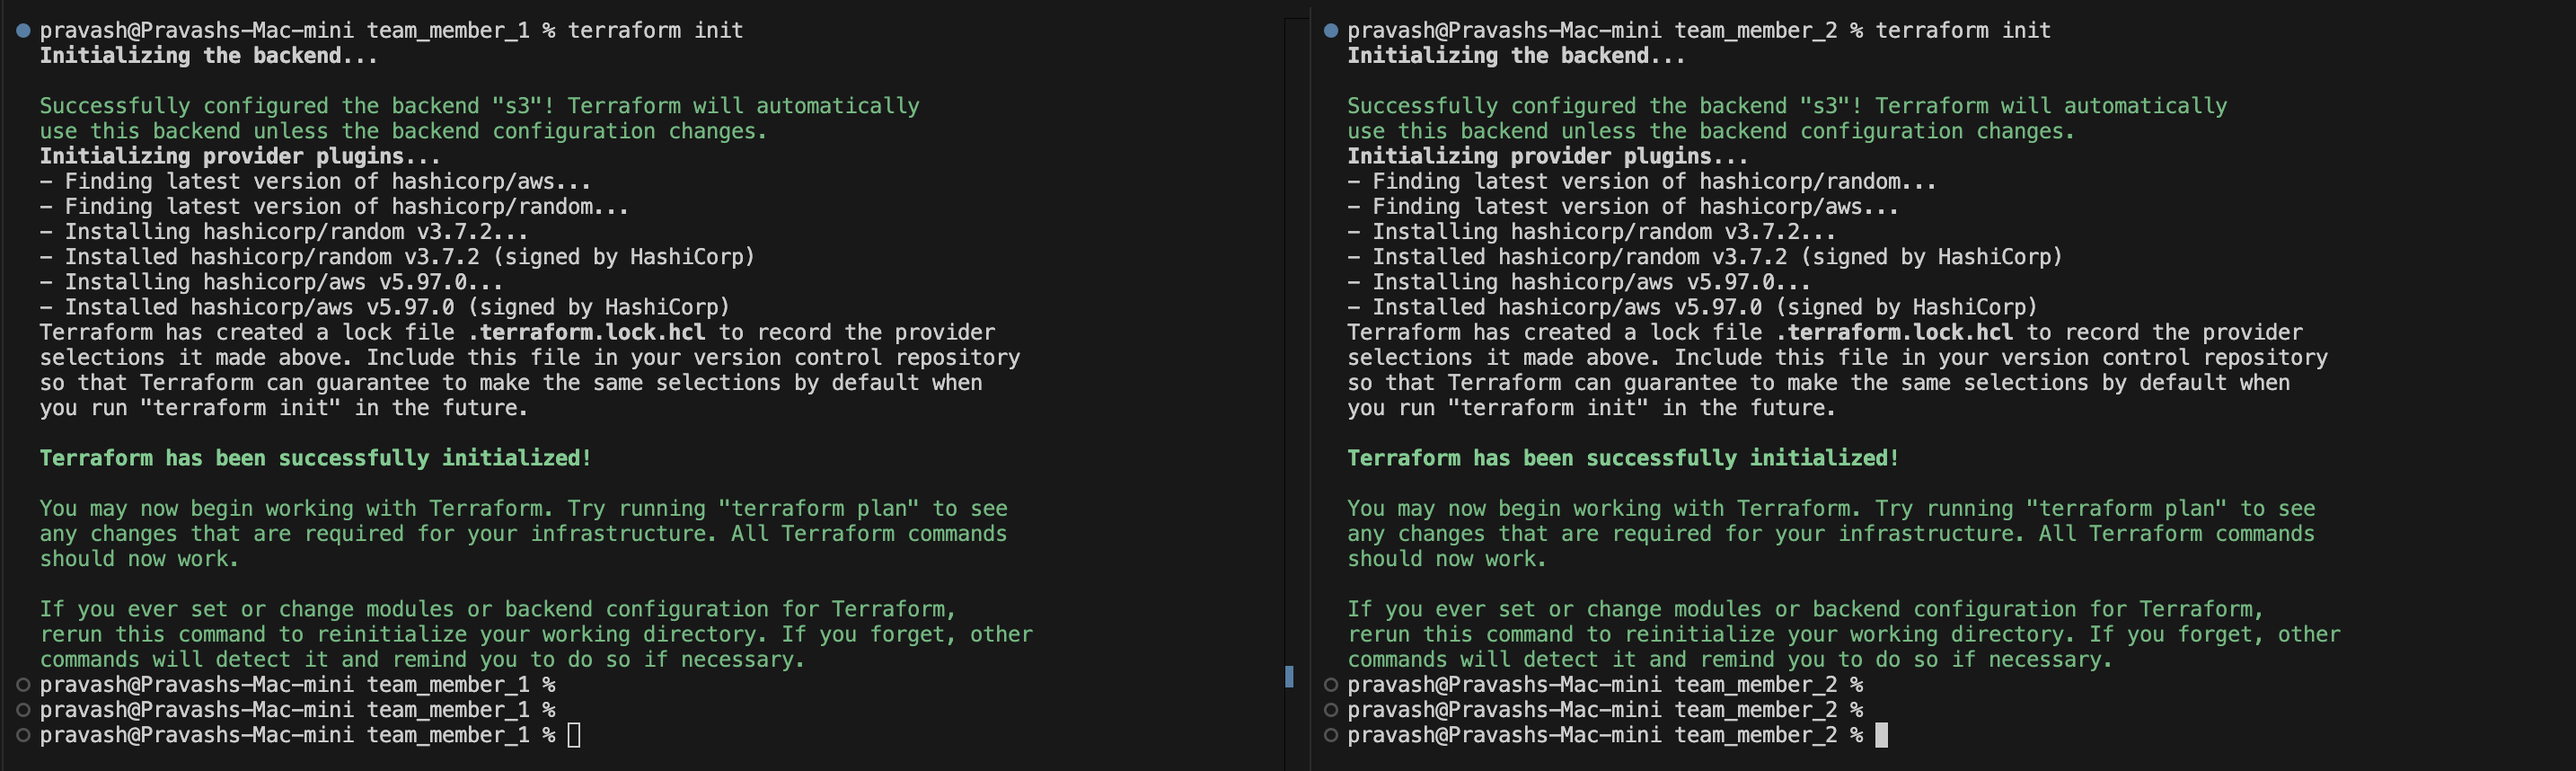 pravash@Pravashs-Mac-mini team_member_1 % terraform init
Initializing the backend...
Successfully configured the backend "s3"! Terraform will automatically
use this backend unless the backend configuration changes.
Initializing provider plugins...
- Finding latest version of hashicorp/aws...
- Finding latest version of hashicorp/random...
- Installing hashicorp/random v3.7.2...
- Installed hashicorp/random v3.7.2 (signed by HashiCorp)
- Installing hashicorp/aws v5.97.0...
- Installed hashicorp/aws v5.97.0 (signed by HashiCorp)
Terraform has created a lock file .terraform.lock.hcl to record the provider
selections it made above. Include this file in your version control repository
so that Terraform can guarantee to make the same selections by default when
you run "terraform init" in the future.
Terraform has been successfully initialized!
You may now begin working with Terraform. Try running "terraform plan" to see
any changes that are required for your infrastructure. All Terraform commands
should now work.
If you ever set or change modules or backend configuration for Terraform,
rerun this command to reinitialize your working directory. If you forget, other
commands will detect it and remind you to do so if necessary.
pravash@Pravashs-Mac-mini team_member_1 %
pravash@Pravashs-Mac-mini team_member_1 %
pravash@Pravashs-Mac-mini team_member_1 %
pravash@Pravashs-Mac-mini team_member_2 % terraform init
Initializing the backend...
Successfully configured the backend "s3"! Terraform will automatically
use this backend unless the backend configuration changes.
Initializing provider plugins...
- Finding latest version of hashicorp/random...
- Finding latest version of hashicorp/aws...
- Installing hashicorp/random v3.7.2...
- Installed hashicorp/random v3.7.2 (signed by HashiCorp)
- Installing hashicorp/aws v5.97.0...
- Installed hashicorp/aws v5.97.0 (signed by HashiCorp)
Terraform has created a lock file .terraform.lock.hcl to record the provider
selections it made above. Include this file in your version control repository
so that Terraform can guarantee to make the same selections by default when
you run "terraform init" in the future.
Terraform has been successfully initialized!
You may now begin working with Terraform. Try running "terraform plan" to see
any changes that are required for your infrastructure. All Terraform commands
should now work.
If you ever set or change modules or backend configuration for Terraform,
rerun this command to reinitialize your working directory. If you forget, other
commands will detect it and remind you to do so if necessary.
pravash@Pravashs-Mac-mini team_member_2 %
pravash@Pravashs-Mac-mini team_member_2 %
pravash@Pravashs-Mac-mini team_member_2 %